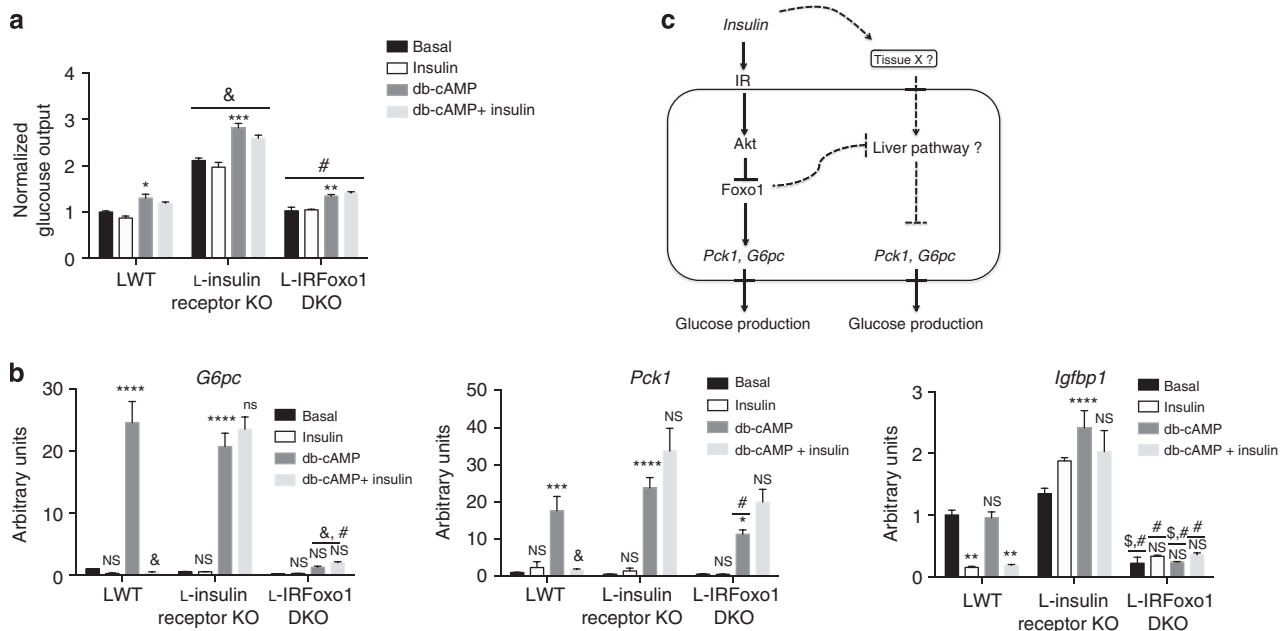 a
Basal
Insulin
db-cAMP
db-cAMP+ insulin
Normalized
glucouse output
4
3
2
1
0
*
&
***
#
**
LWT
L-insulin
receptor KO
L-IRFoxo1
DKO
c
Insulin
Tissue X ?
IR
Akt
Liver pathway ?
Foxo1
Pck1, G6pc
Pck1, G6pc
Glucose production
Glucose production
b
G6pc
Arbitrary units
30
20
10
0
Basal
Insulin
db-cAMP
db-cAMP+ insulin
NS
****
&
NS
****
ns
NS
&, #
NS
NS
LWT
L-insulin
receptor KO
L-IRFoxo1
DKO
Pck1
Arbitrary units
50
40
30
20
10
0
Basal
Insulin
db-cAMP
db-cAMP + insulin
NS
***
&
NS
****
NS
NS
#
*
NS
LWT
L-insulin
receptor KO
L-IRFoxo1
DKO
Igfbp1
Arbitrary units
3
2
1
0
Basal
Insulin
db-cAMP
db-cAMP + insulin
**
NS
**
****
NS
$,# # $,# #
NS NS NS
LWT
L-insulin
receptor KO
L-IRFoxo1
DKO